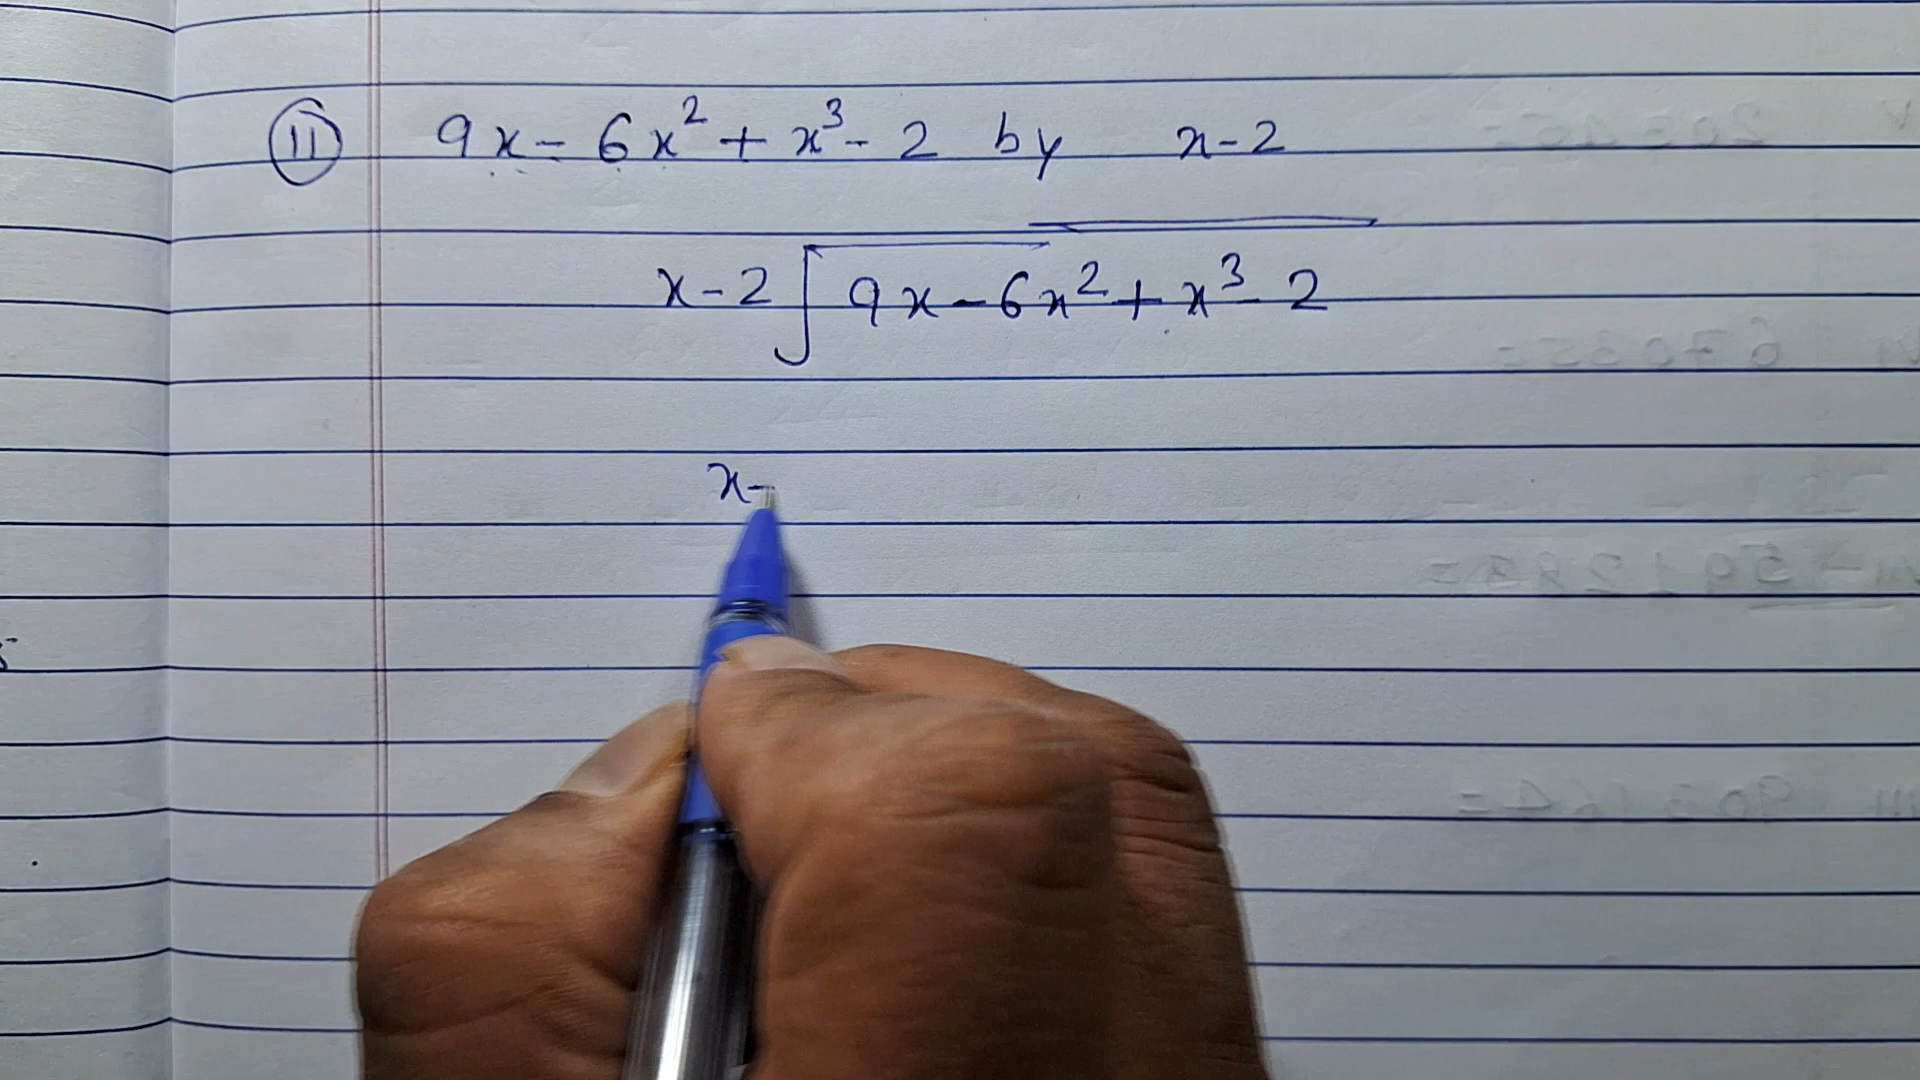 (11) 9x - 6x² + x³ - 2 by x-2
x-2 ⟌ 9x - 6x² + x³ - 2
x-